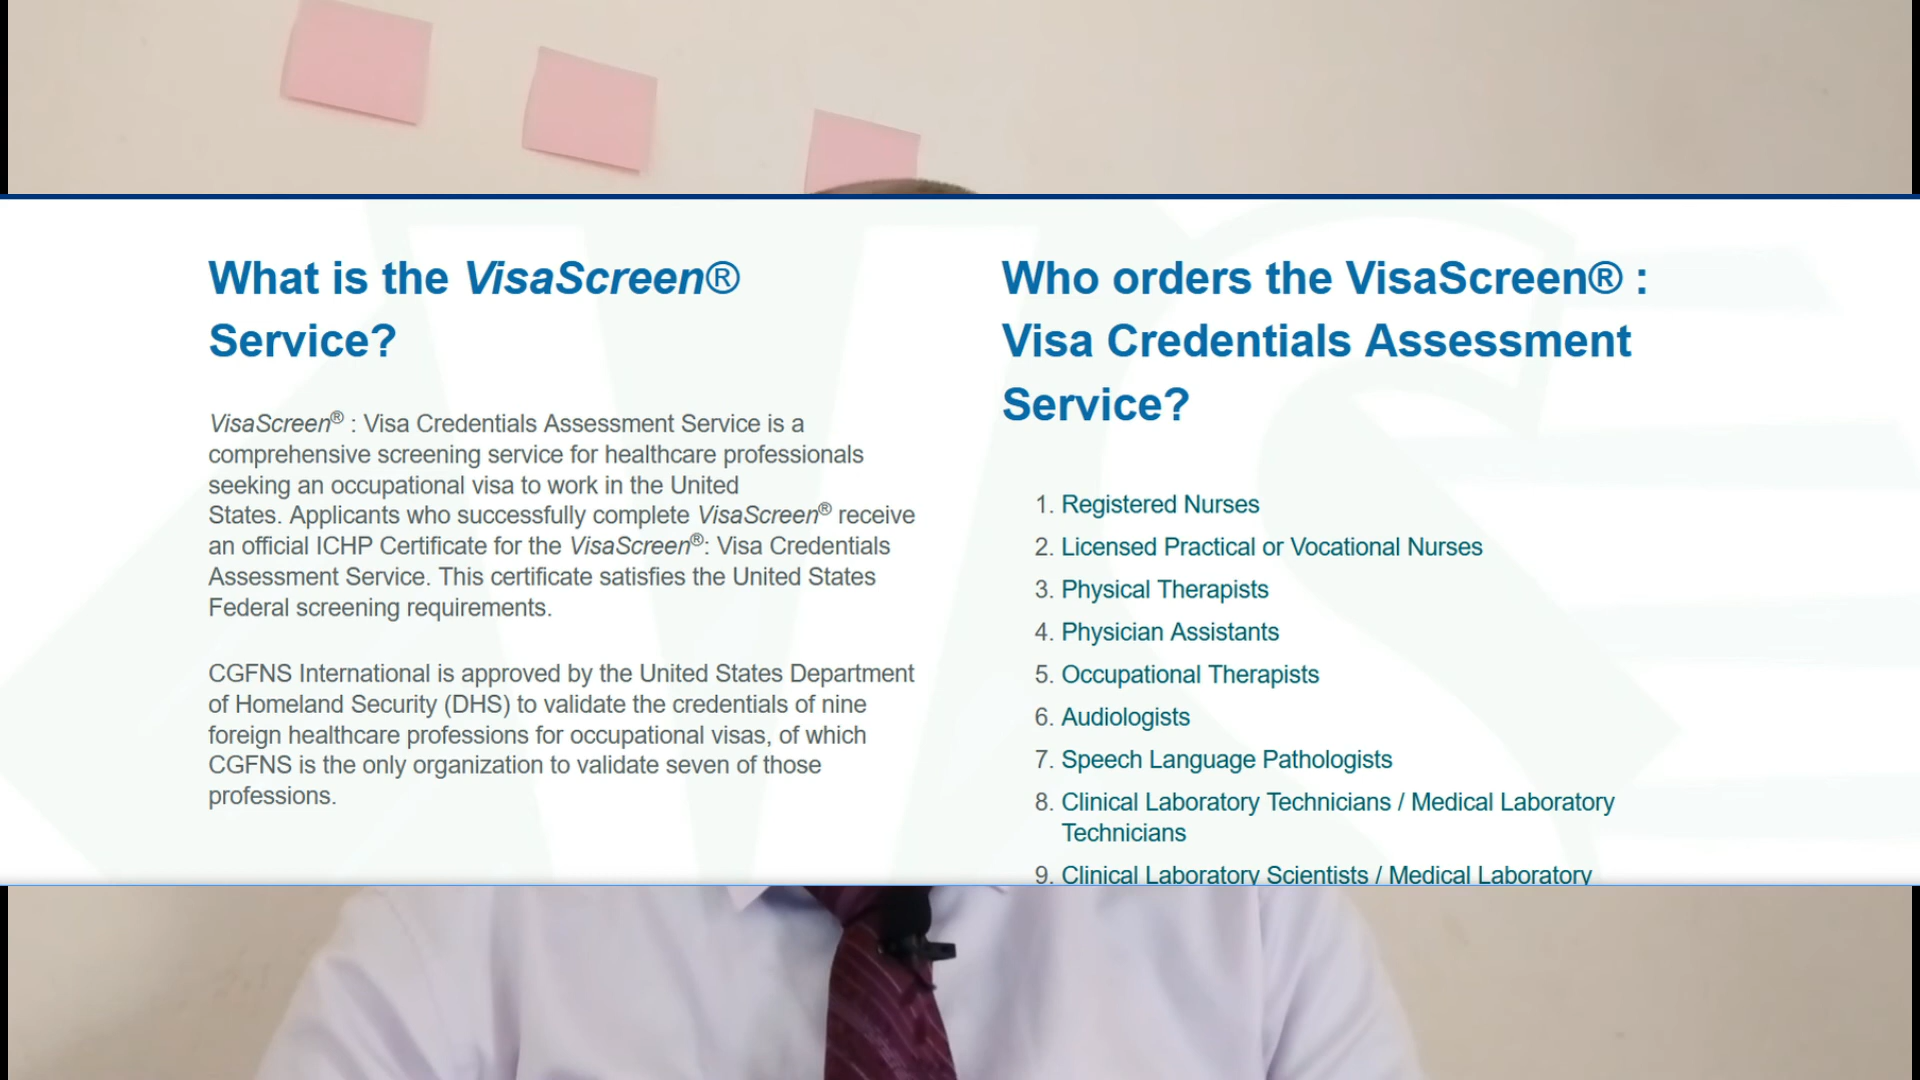 What is the VisaScreen®
Service?
VisaScreen® : Visa Credentials Assessment Service is a
comprehensive screening service for healthcare professionals
seeking an occupational visa to work in the United
States. Applicants who successfully complete VisaScreen® receive
an official ICHP Certificate for the VisaScreen®: Visa Credentials
Assessment Service. This certificate satisfies the United States
Federal screening requirements.
CGFNS International is approved by the United States Department
of Homeland Security (DHS) to validate the credentials of nine
foreign healthcare professions for occupational visas, of which
CGFNS is the only organization to validate seven of those
professions.
Who orders the VisaScreen® :
Visa Credentials Assessment
Service?
1. Registered Nurses
2. Licensed Practical or Vocational Nurses
3. Physical Therapists
4. Physician Assistants
5. Occupational Therapists
6. Audiologists
7. Speech Language Pathologists
8. Clinical Laboratory Technicians / Medical Laboratory
Technicians
9. Clinical Laboratory Scientists / Medical Laboratory